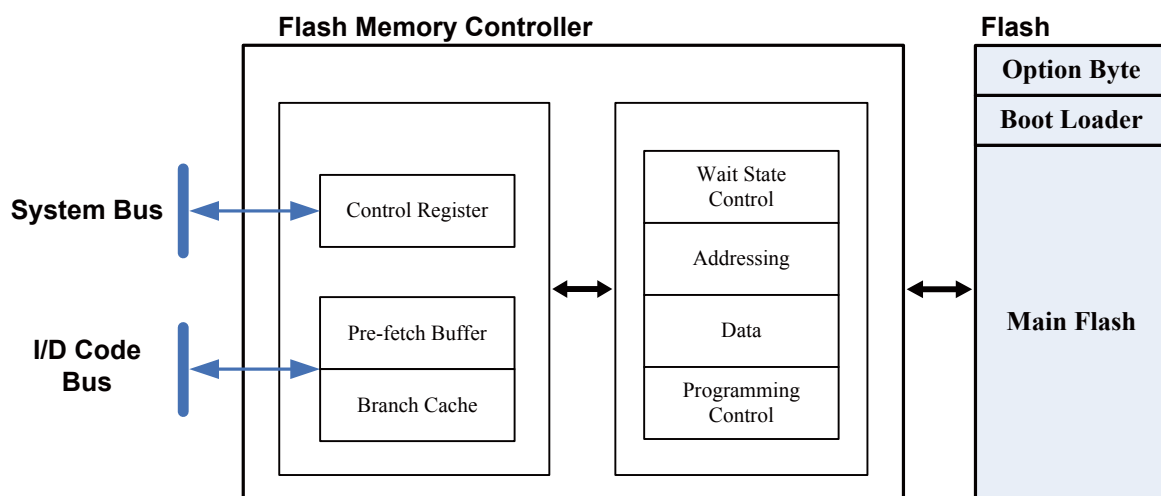 Flash Memory Controller
Flash
System Bus
I/D Code
Bus
Control Register
Pre-fetch Buffer
Branch Cache
Wait State
Control
Addressing
Data
Programming
Control
Option Byte
Boot Loader
Main Flash